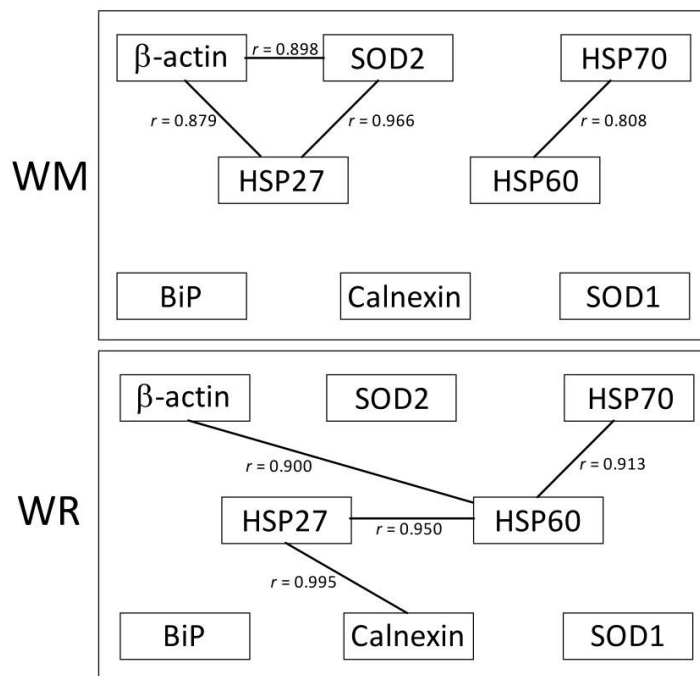 β-actin
r = 0.898
SOD2
HSP70
r = 0.879
r = 0.966
r = 0.808
WM
HSP27
HSP60
BiP
Calnexin
SOD1
β-actin
SOD2
HSP70
r = 0.900
r = 0.913
WR
HSP27
r = 0.950
HSP60
r = 0.995
BiP
Calnexin
SOD1